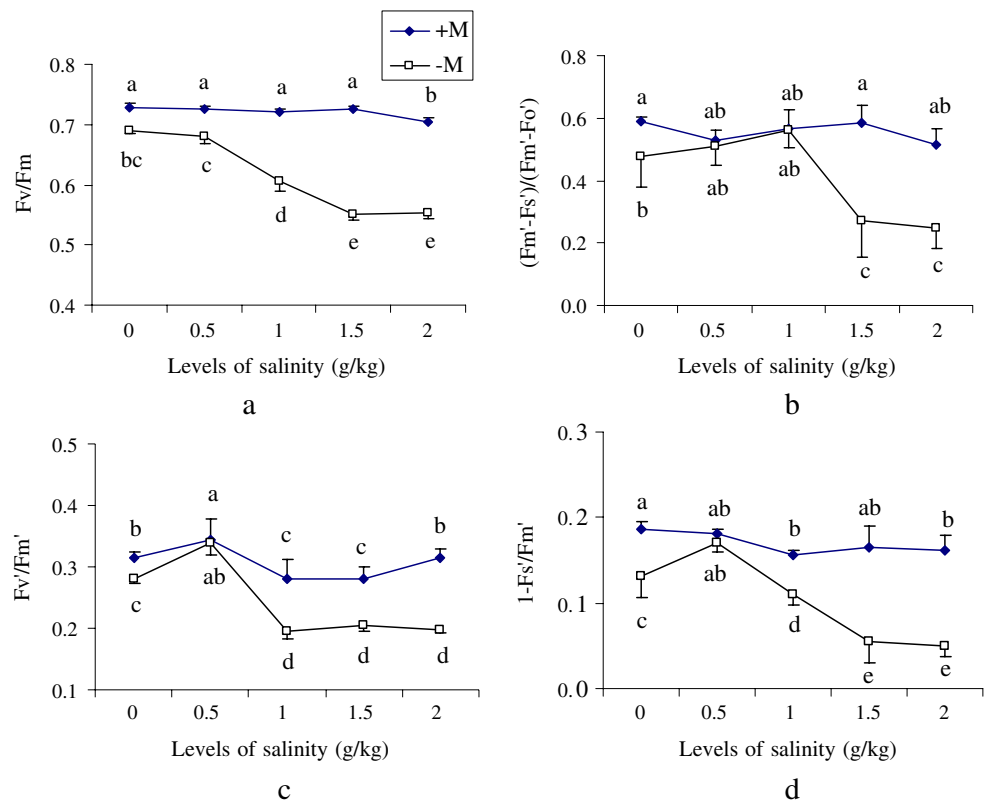 +M
-M
Fv/Fm
0.8
0.7
0.6
0.5
0.4
a a a a b
bc c d e e
0 0.5 1 1.5 2
Levels of salinity (g/kg)
a
(Fm'-Fs')/(Fm'-Fo')
0.8
0.6
0.4
0.2
0.0
a ab ab a ab
b ab ab c c
0 0.5 1 1.5 2
Levels of salinity (g/kg)
b
Fv'/Fm'
0.5
0.4
0.3
0.2
0.1
b a c c b
c ab d d d
0 0.5 1 1.5 2
Levels of salinity (g/kg)
c
1-Fs'/Fm'
0.3
0.2
0.1
0.0
a ab b ab b
c ab d e e
0 0.5 1 1.5 2
Levels of salinity (g/kg)
d